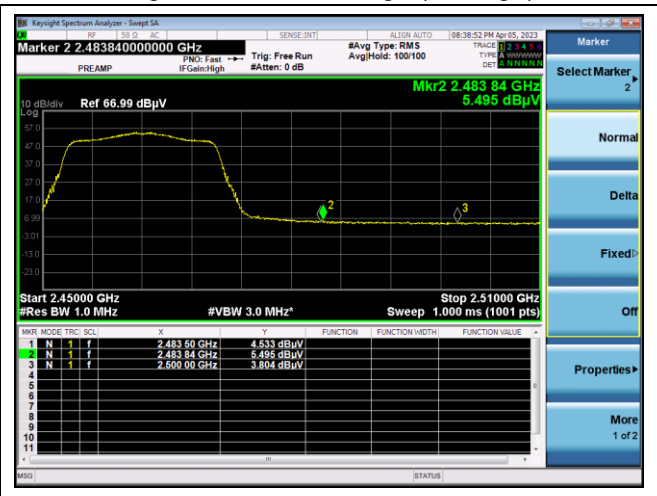 Keysight Spectrum Analyzer - Swept SA
RF 50 Ω AC SENSE:INT ALIGN AUTO 08:38:52 PM Apr 05, 2023
Marker 2 2.483840000000 GHz
PREAMP
PNO: Fast
IFGain:High
Trig: Free Run
#Atten: 0 dB
#Avg Type: RMS
Avg|Hold: 100/100
TRACE 1 2 3 4 5 6
TYPE A WWWWW
DET A N N N N N
Mkr2 2.483 84 GHz
5.495 dBµV
10 dB/div Ref 66.99 dBµV
Log
57.0
47.0
37.0
27.0
17.0
6.99
-3.01
-13.0
-23.0
2
3
Start 2.45000 GHz Stop 2.51000 GHz
#Res BW 1.0 MHz #VBW 3.0 MHz* Sweep 1.000 ms (1001 pts)
MKR MODE TRC SCL X Y FUNCTION FUNCTION WIDTH FUNCTION VALUE
1 N 1 f 2.483 50 GHz 4.533 dBµV
2 N 1 f 2.483 84 GHz 5.495 dBµV
3 N 1 f 2.500 00 GHz 3.804 dBµV
4
5
6
7
8
9
10
11
MSG STATUS
Marker
Select Marker
2
Normal
Delta
Fixed
Off
Properties
More
1 of 2